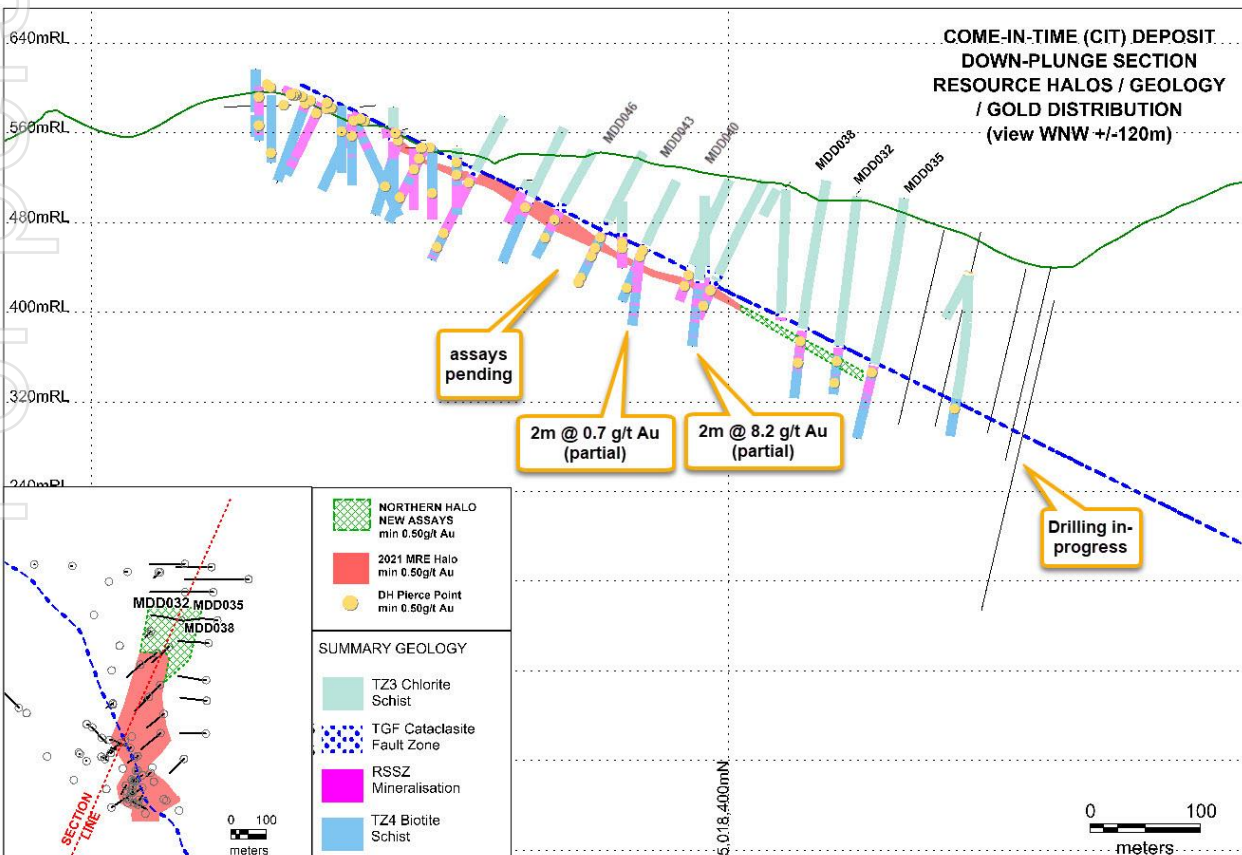 COME-IN-TIME (CIT) DEPOSIT
DOWN-PLUNGE SECTION
RESOURCE HALOS / GEOLOGY
/ GOLD DISTRIBUTION
(view WNW +/-120m)
640mRL
560mRL
480mRL
400mRL
320mRL
240mRL
MDD046
MDD043
MDD040
MDD038
MDD032
MDD035
assays
pending
2m @ 0.7 g/t Au
(partial)
2m @ 8.2 g/t Au
(partial)
Drilling in-
progress
NORTHERN HALO
NEW ASSAYS
min 0.50g/t Au
2021 MRE Halo
min 0.50g/t Au
DH Pierce Point
min 0.50g/t Au
SUMMARY GEOLOGY
TZ3 Chlorite
Schist
TGF Cataclasite
Fault Zone
RSSZ
Mineralisation
TZ4 Biotite
Schist
MDD032
MDD035
MDD038
SECTION
LINE
0 100
meters
5,018,400mN
0 100
meters